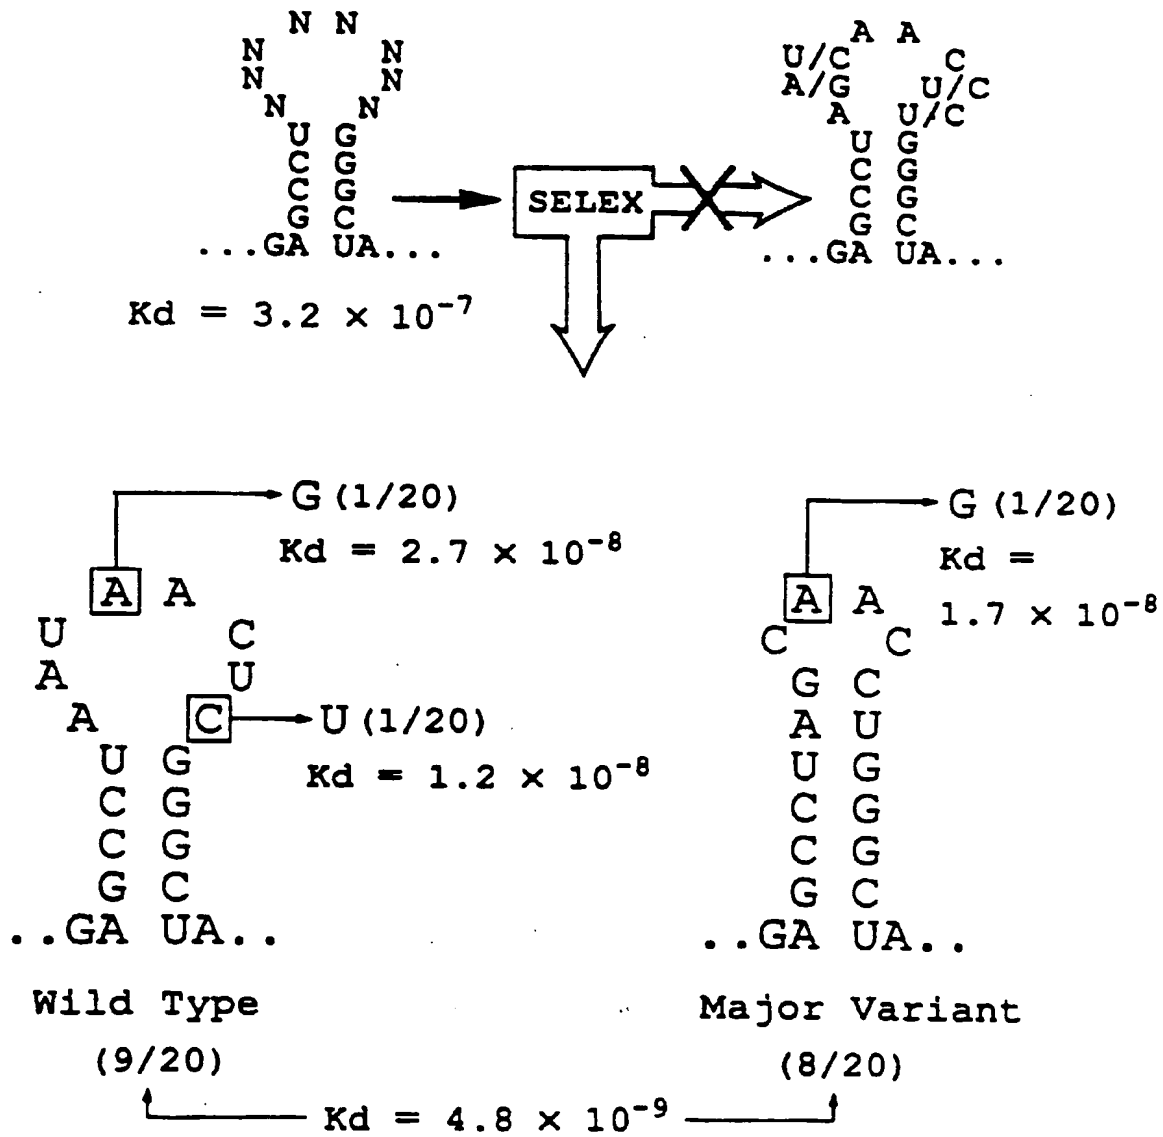 N N
N N
N N
N N
U G
C G
C G
G C
...GA UA...
Kd = 3.2 × 10⁻⁷
SELEX
A A
U/C C
A/G U/C
A U/C
U G
C G
C G
G C
...GA UA...
G (1/20)
Kd = 2.7 × 10⁻⁸
A A
U C
A U
A C
U (1/20)
Kd = 1.2 × 10⁻⁸
U G
C G
C G
G C
..GA UA..
Wild Type
(9/20)
G (1/20)
Kd =
1.7 × 10⁻⁸
A A
C C
G C
A U
U G
C G
C G
G C
..GA UA..
Major Variant
(8/20)
Kd = 4.8 × 10⁻⁹